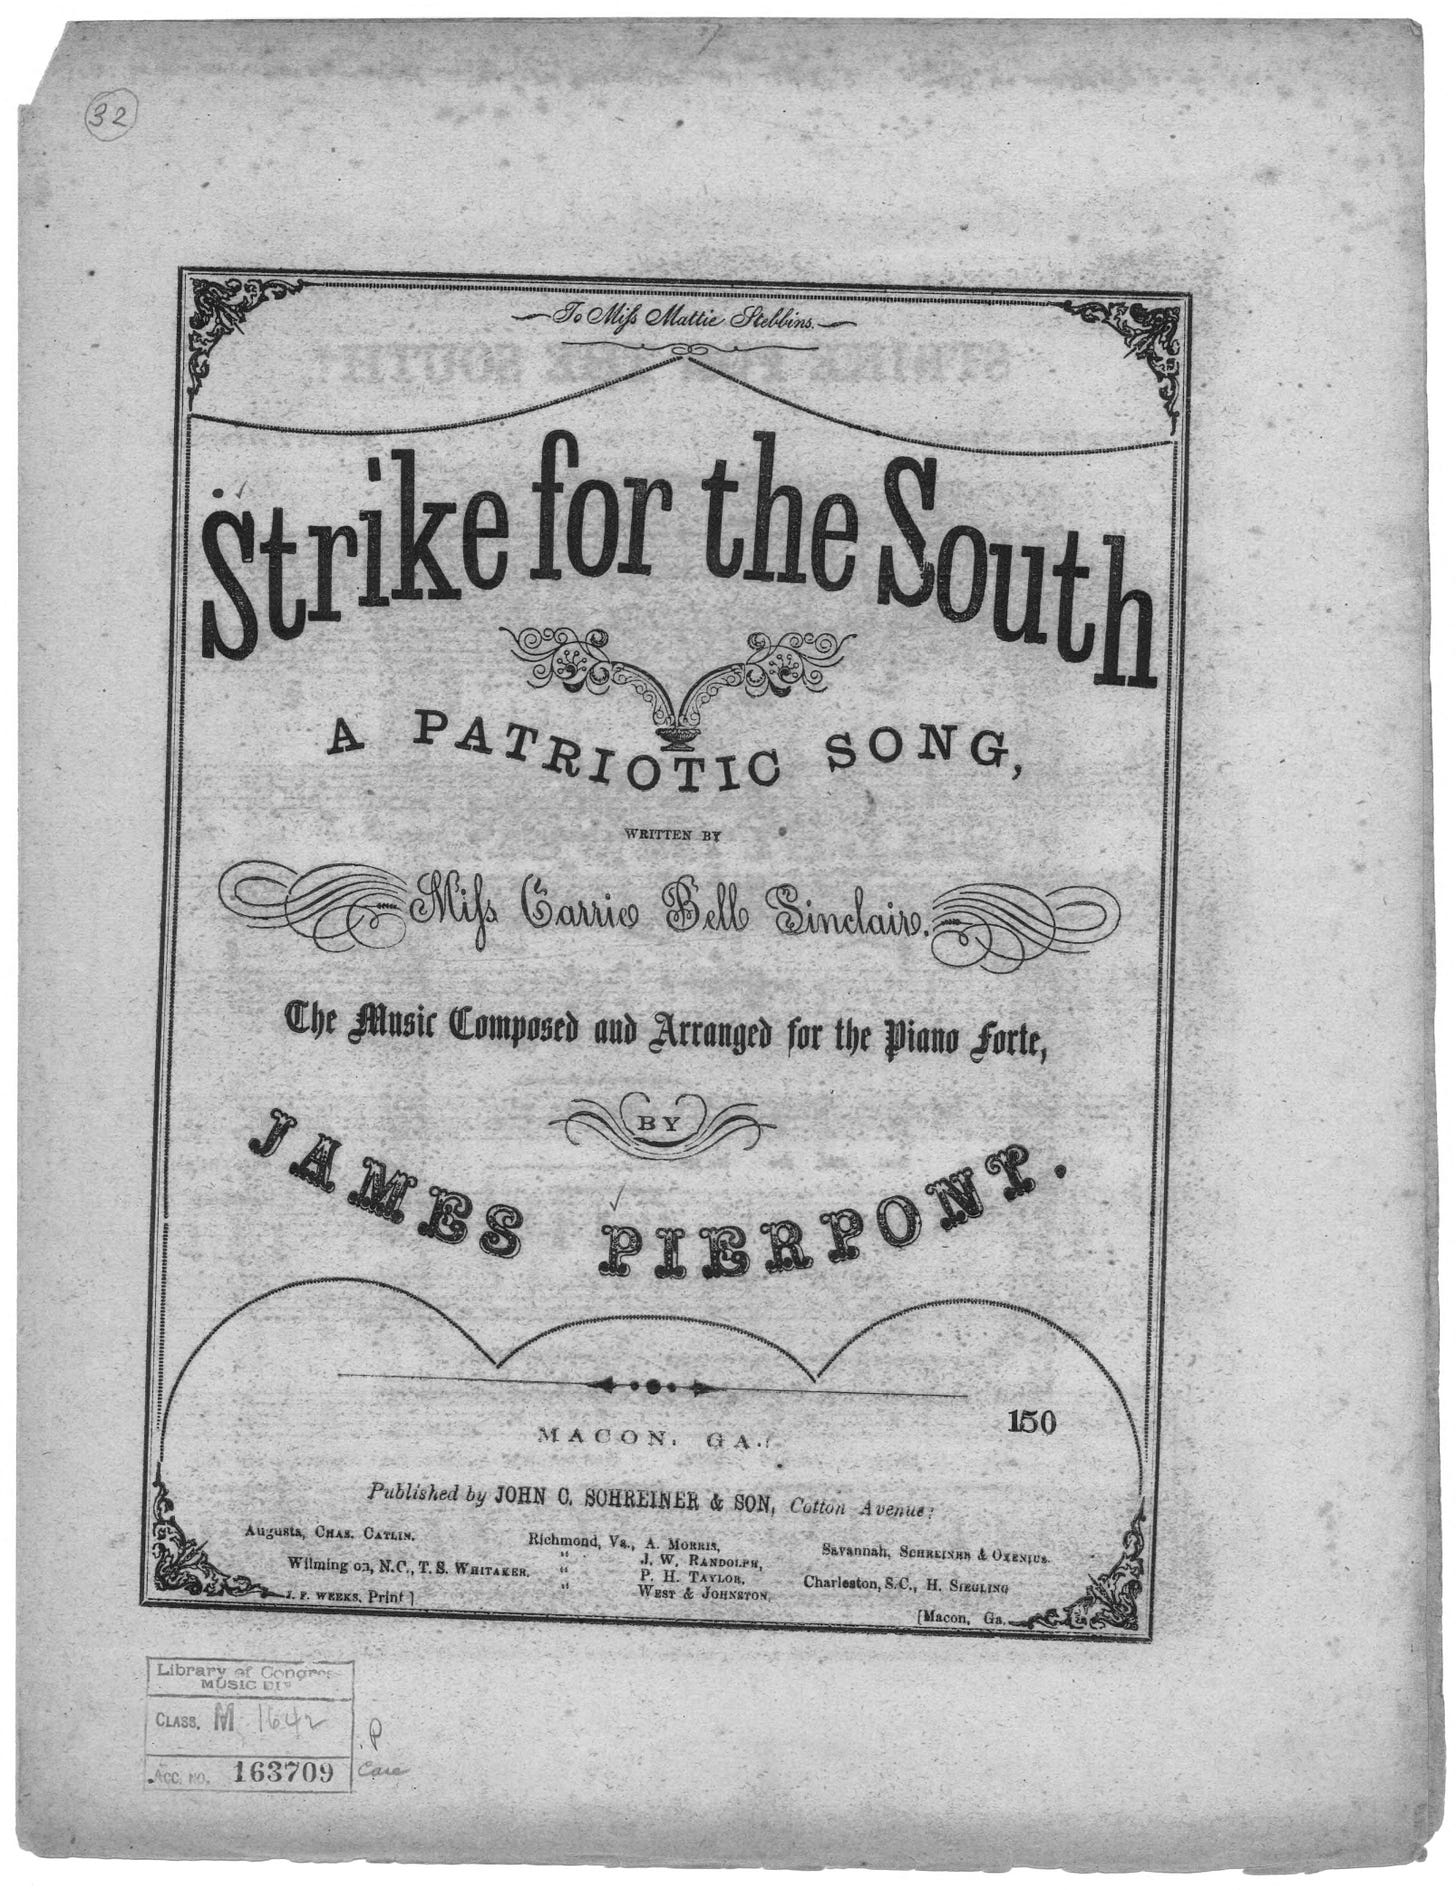 32
To Miss Mattie Stebbins.
Strike for the South
A PATRIOTIC SONG,
WRITTEN BY
Miss Carrie Bell Sinclair.
The Music Composed and Arranged for the Piano Forte,
BY
JAMES PIERPONT.
150
MACON, GA.:
Published by JOHN C. SCHREINER & SON, Cotton Avenue:
Augusta, CHAS. CATLIN. Richmond, Va., A. MORRIS, Savannah, SCHREINER & OXENIUS.
" J. W. RANDOLPH,
Wilming on, N.C., T. S. WHITAKER. " P. H. TAYLOR, Charleston, S.C., H. SIEGLING
" WEST & JOHNSTON,
J. F. WEEKS, Print ] [Macon, Ga.
Library of Congress
MUSIC DIV
CLASS. M 1642
.P
ACC. NO. 163709
Case